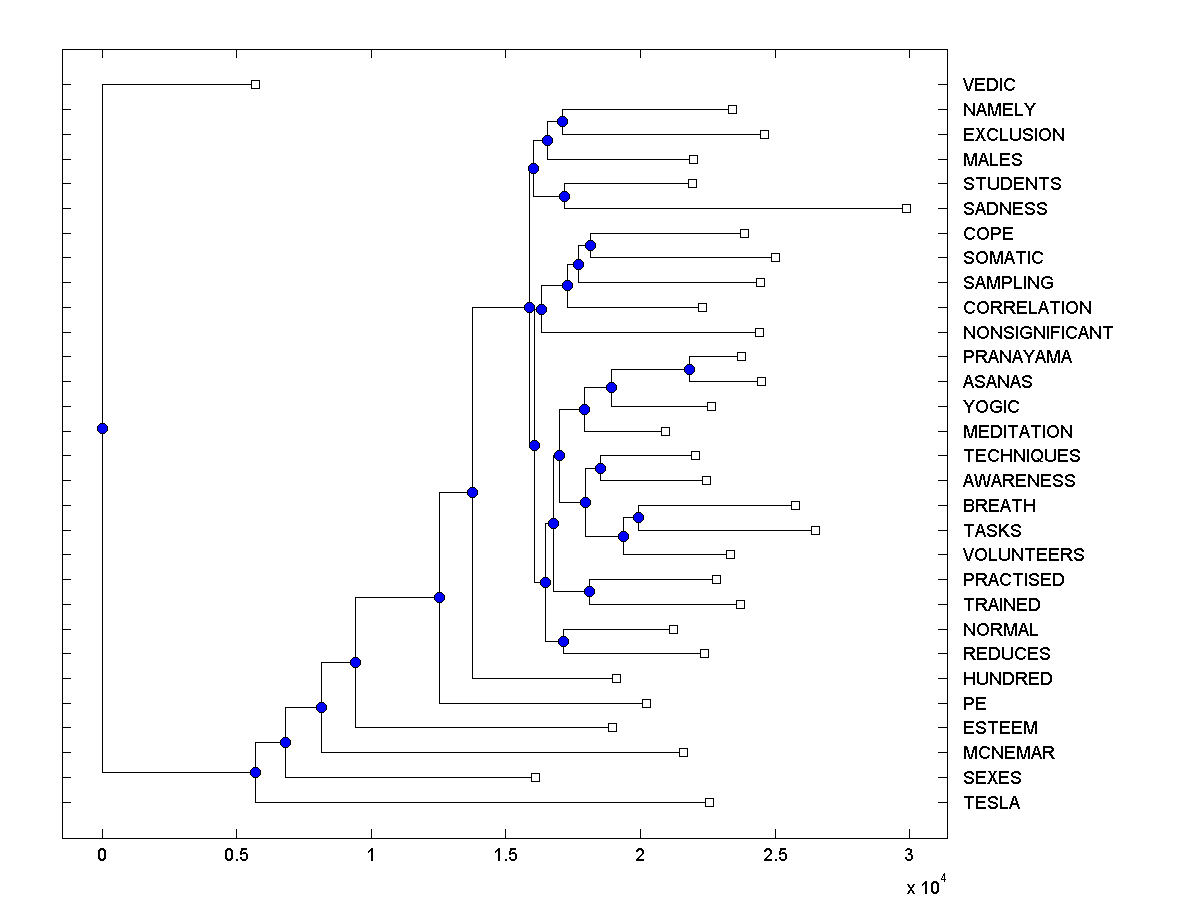 VEDIC
NAMELY
EXCLUSION
MALES
STUDENTS
SADNESS
COPE
SOMATIC
SAMPLING
CORRELATION
NONSIGNIFICANT
PRANAYAMA
ASANAS
YOGIC
MEDITATION
TECHNIQUES
AWARENESS
BREATH
TASKS
VOLUNTEERS
PRACTISED
TRAINED
NORMAL
REDUCES
HUNDRED
PE
ESTEEM
MCNEMAR
SEXES
TESLA
0 0.5 1 1.5 2 2.5 3
x 10^4